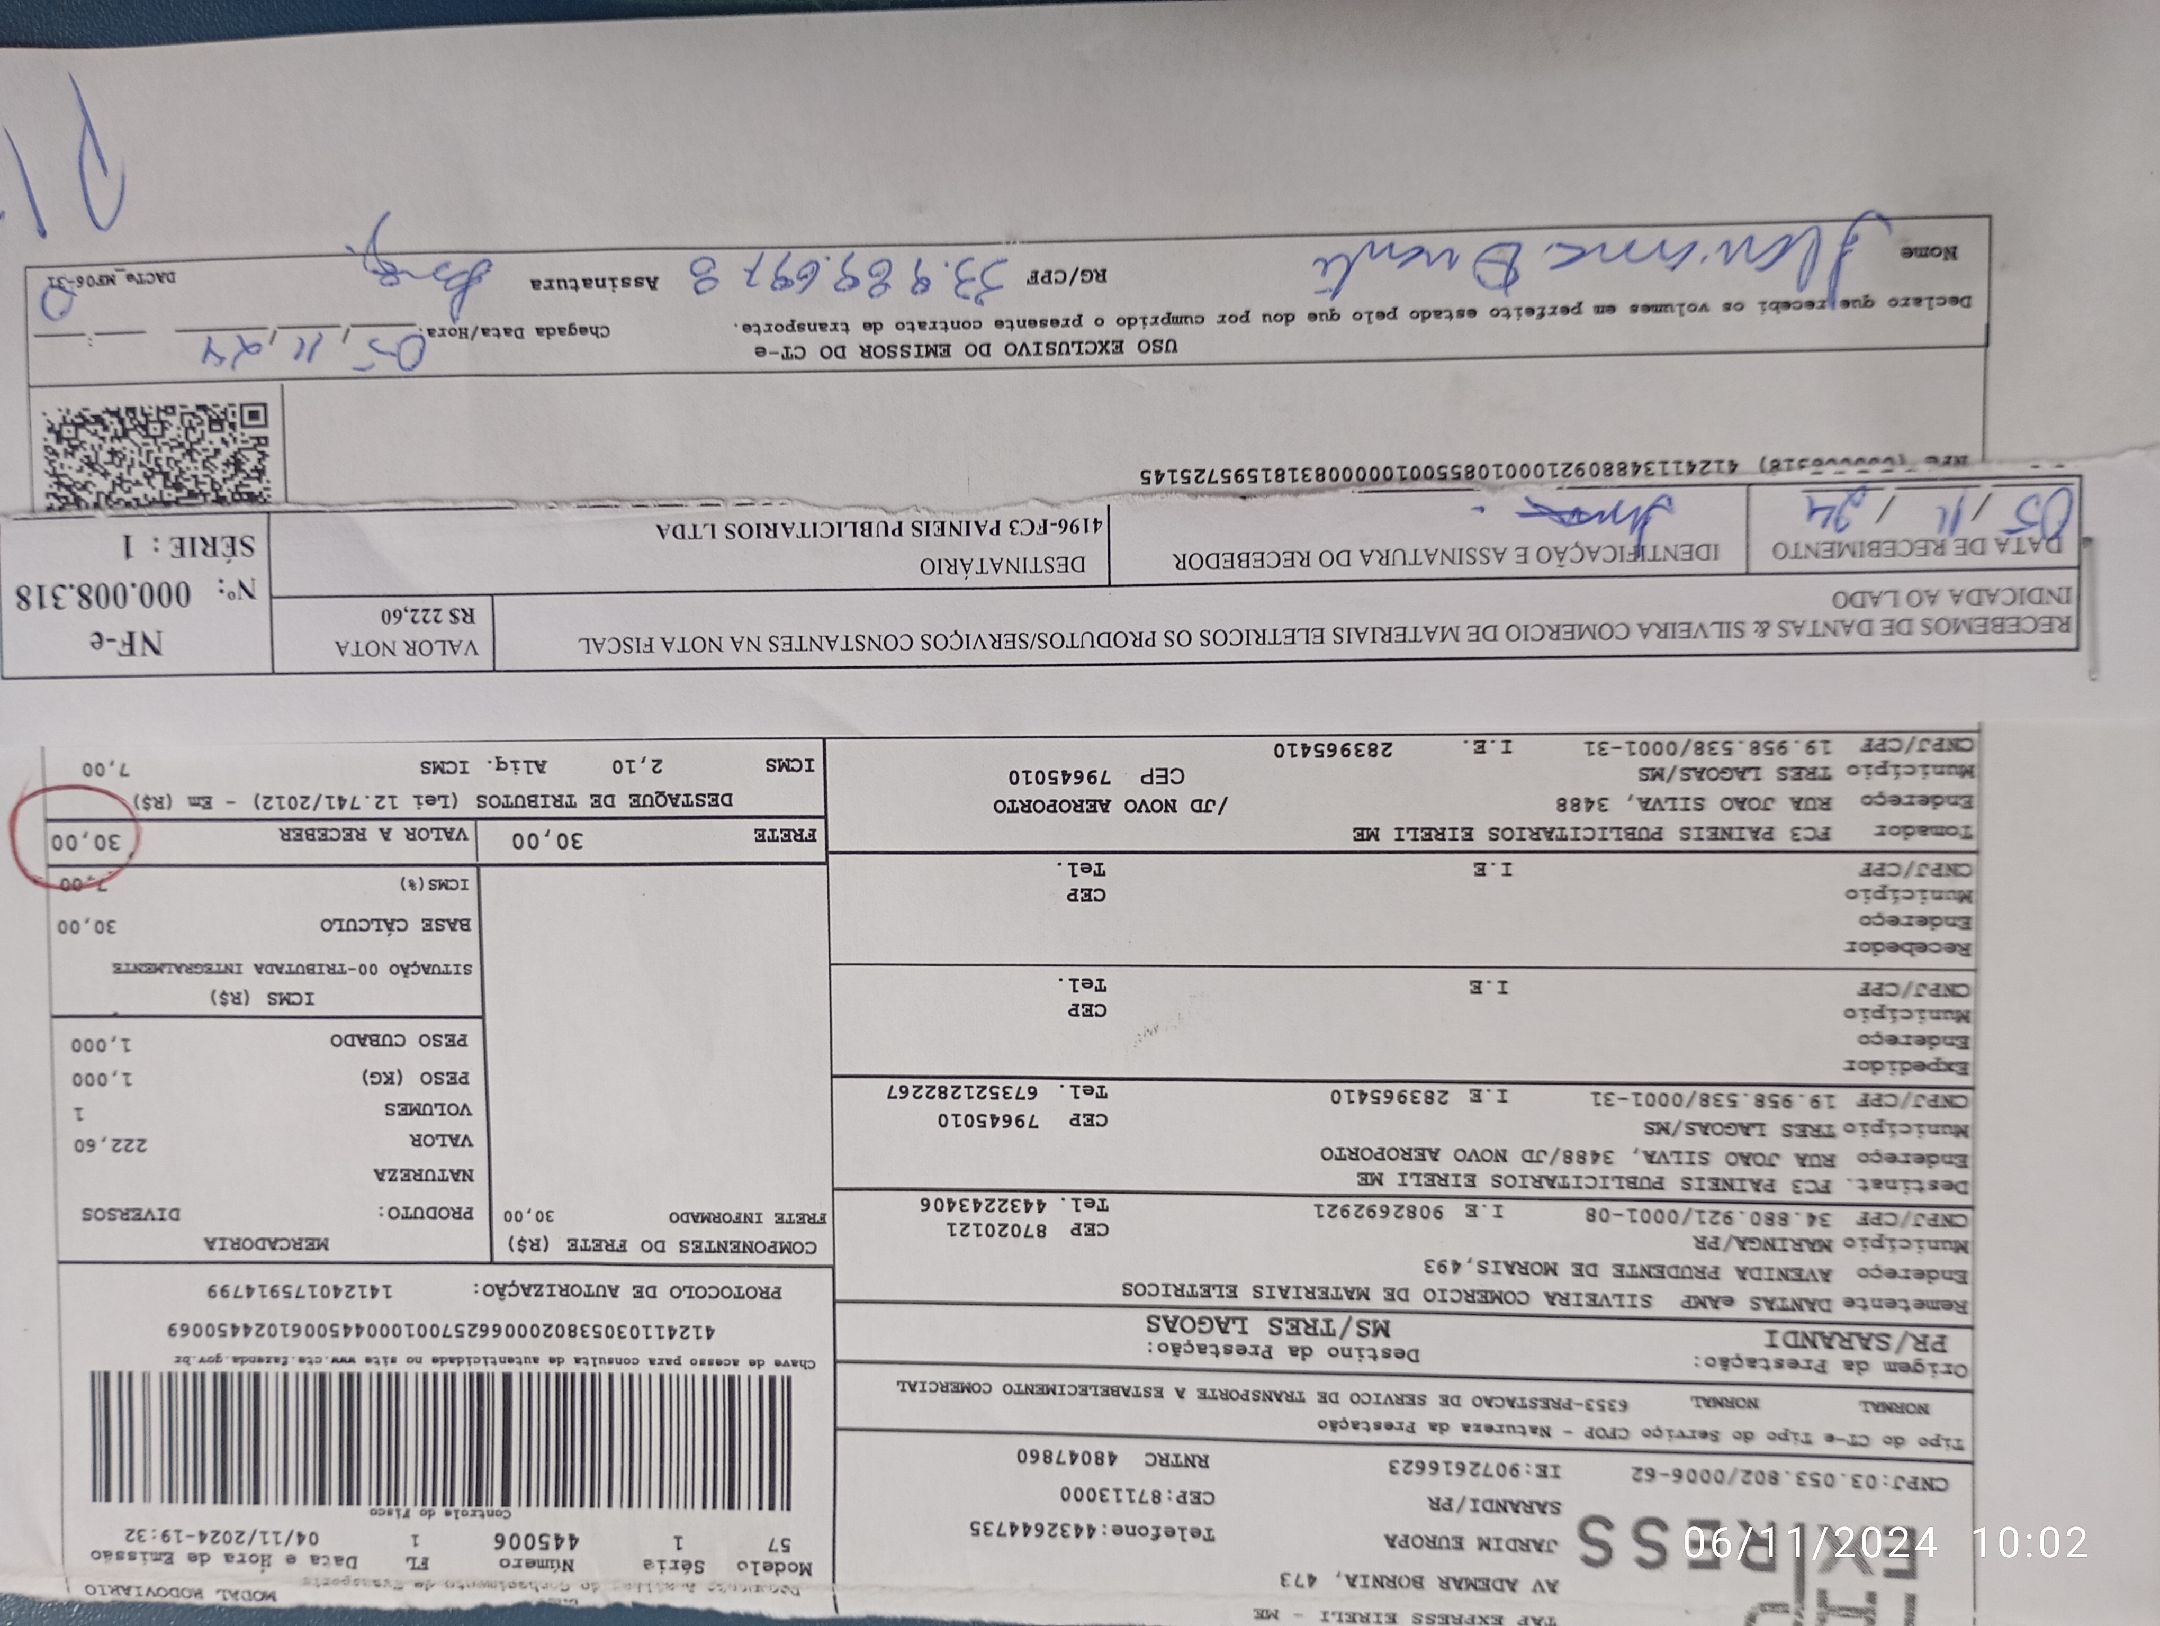 TAP EXPRESS EIRELI - ME
AV ADEMAR BORNIA, 473
JARDIM EUROPA
Telefone:4432644735
SARANDI/PR
CEP:87113000
CNPJ:03.053.802/0006-62 IE:9072616623 RNTRC 48047860
Tipo do CT-e Tipo do Serviço CFOP - Natureza da Prestação
NORMAL NORMAL 6353-PRESTACAO DE SERVICO DE TRANSPORTE A ESTABELECIMENTO COMERCIAL
Origem da Prestação: Destino da Prestação:
PR/SARANDI MS/TRES LAGOAS
Remetente DANTAS eAMP SILVEIRA COMERCIO DE MATERIAIS ELETRICOS
Endereço AVENIDA PRUDENTE DE MORAIS,493
Município MARINGA/PR CEP 87020121
CNPJ/CPF 34.880.921/0001-08 I.E 9082692921 Tel. 4432243406
Destinat. FC3 PAINEIS PUBLICITARIOS EIRELI ME
Endereço RUA JOAO SILVA, 3488/JD NOVO AEROPORTO
Município TRES LAGOAS/MS CEP 79645010
CNPJ/CPF 19.958.538/0001-31 I.E 283965410 Tel. 673521282267
Expedidor
Endereço
Município CEP
CNPJ/CPF I.E Tel.
Recebedor
Endereço
Município CEP
CNPJ/CPF I.E Tel.
Tomador FC3 PAINEIS PUBLICITARIOS EIRELI ME
Endereço RUA JOAO SILVA, 3488 /JD NOVO AEROPORTO
Município TRES LAGOAS/MS CEP 79645010
CNPJ/CPF 19.958.538/0001-31 I.E. 283965410
MODAL RODOVIARIO
Modelo Séria Número FL Data e Hora de Emissão
57 1 445006 1 04/11/2024-19:32
Controle do Fisco
Chave de acesso para consulta de autenticidade no site www.cte.fazenda.gov.br
41241103053802000662570010004450061024450069
PROTOCOLO DE AUTORIZAÇÃO: 141240175914799
COMPONENTES DO FRETE (R$) MERCADORIA
FRETE INFORMADO 30,00
PRODUTO: DIVERSOS
NATUREZA
VALOR 222,60
VOLUMES 1
PESO (KG) 1,000
PESO CUBADO 1,000
ICMS (R$)
SITUAÇÃO 00-TRIBUTADA INTEGRALMENTE
BASE CÁLCULO 30,00
ICMS(%) 7,00
FRETE 30,00 VALOR A RECEBER 30,00
DESTAQUE DE TRIBUTOS (Lei 12.741/2012) - Em (R$)
ICMS 2,10 Aliq. ICMS 7,00
RECEBEMOS DE DANTAS & SILVEIRA COMERCIO DE MATERIAIS ELETRICOS OS PRODUTOS/SERVIÇOS CONSTANTES NA NOTA FISCAL
INDICADA AO LADO
VALOR NOTA
R$ 222,60
NF-e
Nº: 000.008.318
SÉRIE : 1
DATA DE RECEBIMENTO
05/11/24
IDENTIFICAÇÃO E ASSINATURA DO RECEBEDOR
DESTINATÁRIO
4196-FC3 PAINEIS PUBLICITARIOS LTDA
41241134880921000108550010000083181595725145
USO EXCLUSIVO DO EMISSOR DO CT-e
Declaro que recebi os volumes em perfeito estado pelo que dou por cumprido o presente contrato de transporte.
Chegada Data/Hora: 05/11/24
Nome
RG/CPF 33.989.697 8
Assinatura
DACTe_MF06-31
06/11/2024 10:02